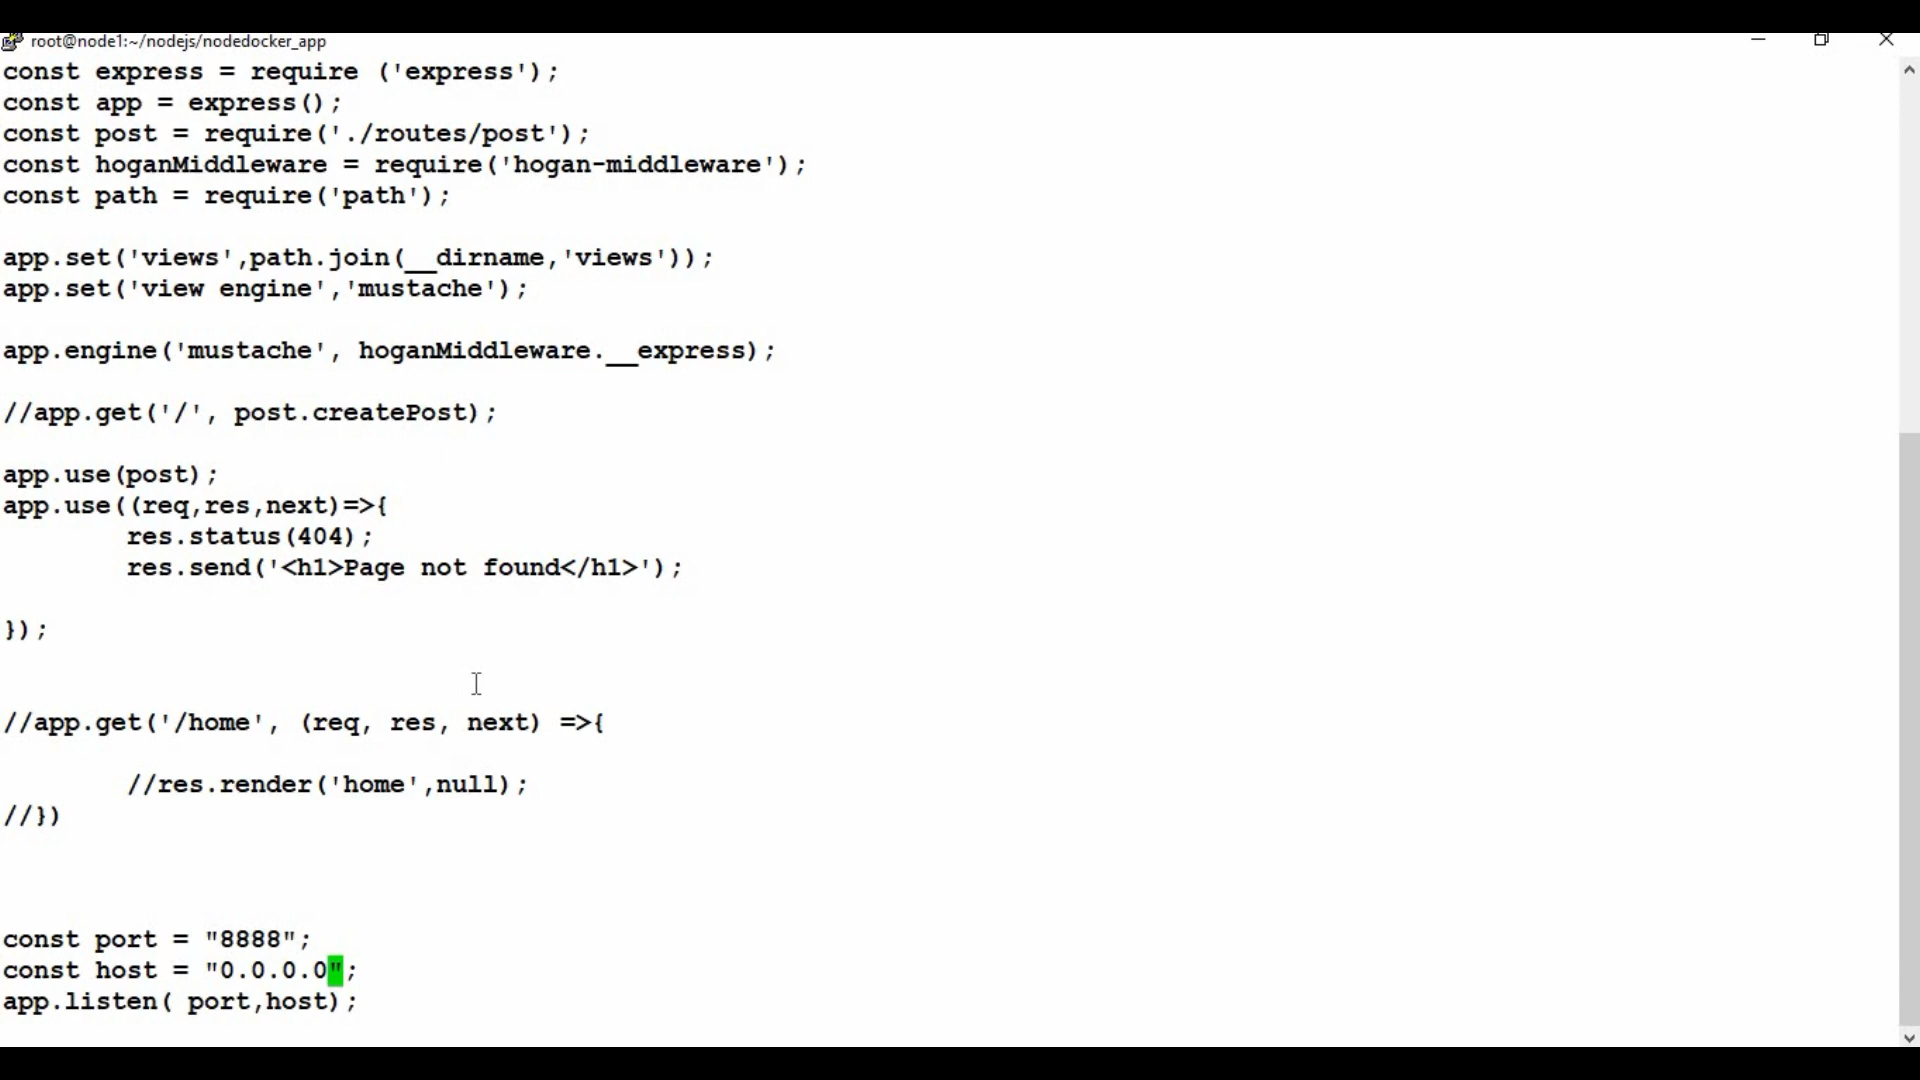 root@node1:~/nodejs/nodedocker_app
const express = require ('express');
const app = express();
const post = require('./routes/post');
const hoganMiddleware = require('hogan-middleware');
const path = require('path');
app.set('views',path.join(__dirname,'views'));
app.set('view engine','mustache');
app.engine('mustache', hoganMiddleware.__express);
//app.get('/', post.createPost);
app.use(post);
app.use((req,res,next)=>{
        res.status(404);
        res.send('<h1>Page not found</h1>');
});
//app.get('/home', (req, res, next) =>{
        //res.render('home',null);
//})
const port = "8888";
const host = "0.0.0.0";
app.listen( port,host);